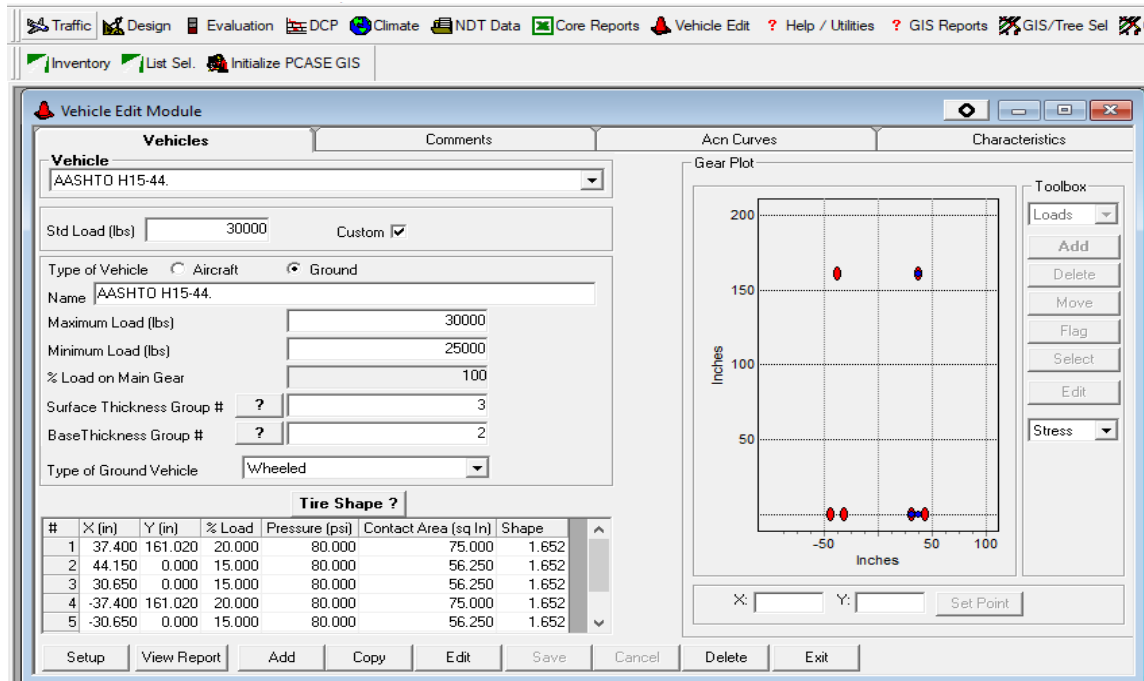 Traffic Design Evaluation DCP Climate NDT Data Core Reports Vehicle Edit ? Help / Utilities ? GIS Reports GIS/Tree Sel
Inventory List Sel. Initialize PCASE GIS
Vehicle Edit Module
Vehicles Comments Acn Curves Characteristics
Vehicle
AASHTO H15-44.
Std Load (lbs) 30000 Custom
Type of Vehicle Aircraft Ground
Name AASHTO H15-44.
Maximum Load (lbs) 30000
Minimum Load (lbs) 25000
% Load on Main Gear 100
Surface Thickness Group # ? 3
BaseThickness Group # ? 2
Type of Ground Vehicle Wheeled
Tire Shape ?
# X (in) Y (in) % Load Pressure (psi) Contact Area (sq In) Shape
1 37.400 161.020 20.000 80.000 75.000 1.652
2 44.150 0.000 15.000 80.000 56.250 1.652
3 30.650 0.000 15.000 80.000 56.250 1.652
4 -37.400 161.020 20.000 80.000 75.000 1.652
5 -30.650 0.000 15.000 80.000 56.250 1.652
Gear Plot
200
150
100
50
Inches
-50 50 100
Inches
Toolbox
Loads
Add
Delete
Move
Flag
Select
Edit
Stress
X: Y: Set Point
Setup View Report Add Copy Edit Save Cancel Delete Exit